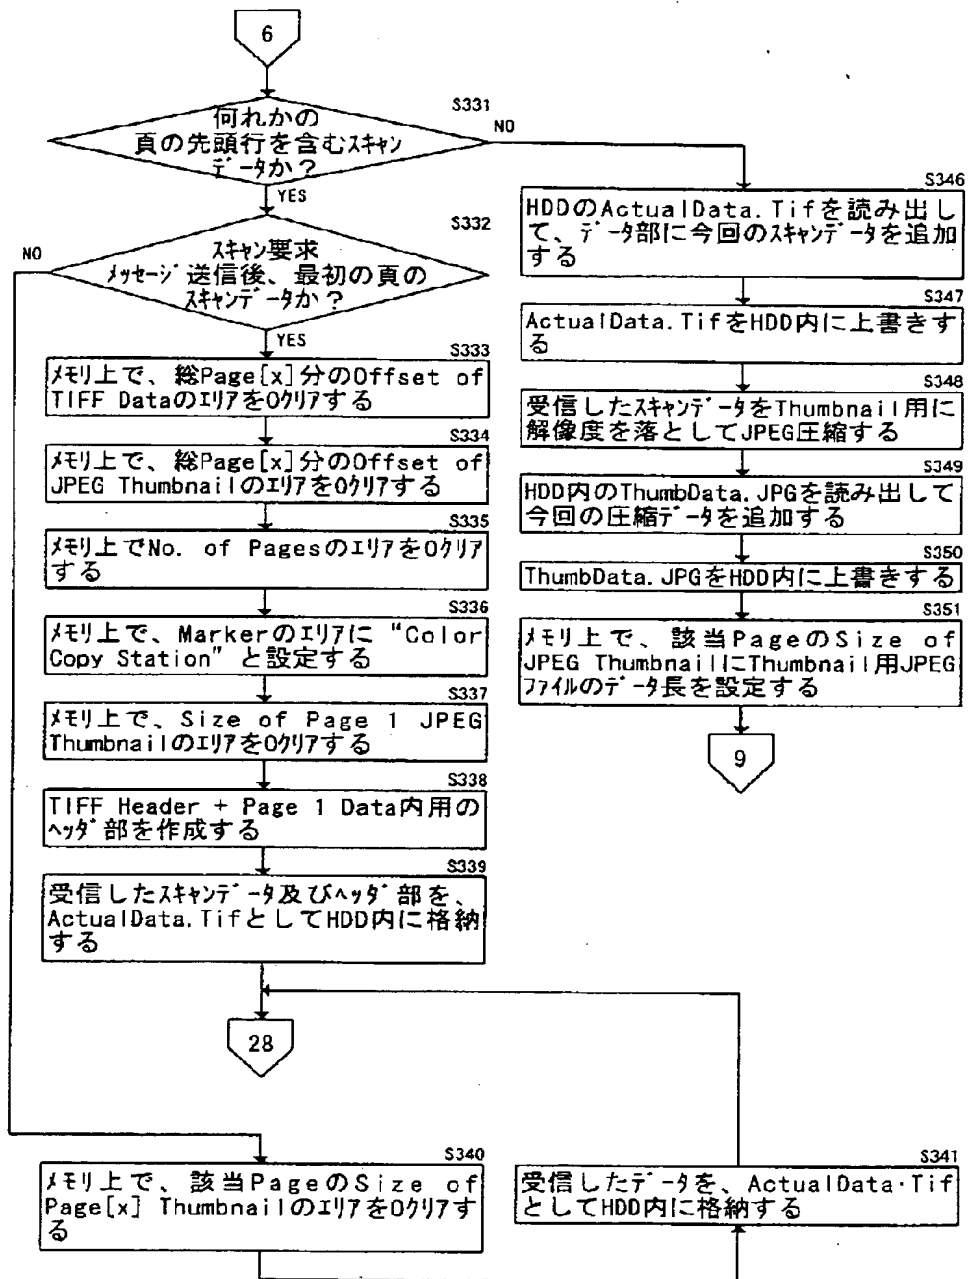 6
S331
何れかの
頁の先頭行を含むスキャン
データか？
NO
YES
S332
スキャン要求
メッセージ送信後、最初の頁の
スキャンデータか？
NO
YES
S333
メモリ上で、総Page[x]分のOffset of
TIFF Dataのエリアを0クリアする
S334
メモリ上で、総Page[x]分のOffset of
JPEG Thumbnailのエリアを0クリアする
S335
メモリ上でNo. of Pagesのエリアを0クリア
する
S336
メモリ上で、Markerのエリアに “Color
Copy Station” と設定する
S337
メモリ上で、Size of Page 1 JPEG
Thumbnailのエリアを0クリアする
S338
TIFF Header + Page 1 Data内用の
ヘッダ部を作成する
S339
受信したスキャンデータ及びヘッダ部を、
ActualData.TifとしてHDD内に格納
する
28
S340
メモリ上で、該当PageのSize of
Page[x] Thumbnailのエリアを0クリアす
る
S341
受信したデータを、ActualData･Tif
としてHDD内に格納する
S346
HDDのActualData.Tifを読み出し
て、データ部に今回のスキャンデータを追加
する
S347
ActualData.TifをHDD内に上書きす
る
S348
受信したスキャンデータをThumbnail用に
解像度を落としてJPEG圧縮する
S349
HDD内のThumbData.JPGを読み出して
今回の圧縮データを追加する
S350
ThumbData.JPGをHDD内に上書きする
S351
メモリ上で、該当PageのSize of
JPEG ThumbnailにThumbnail用JPEG
ファイルのデータ長を設定する
9